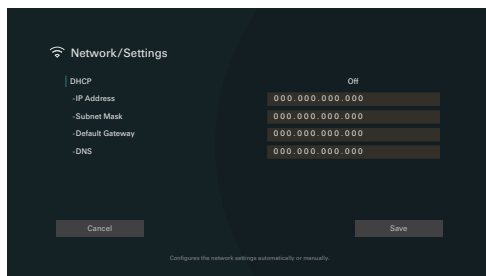 Network/Settings
DHCP Off
-IP Address 000.000.000.000
-Subnet Mask 000.000.000.000
-Default Gateway 000.000.000.000
-DNS 000.000.000.000
Cancel Save
Configures the network settings automatically or manually.